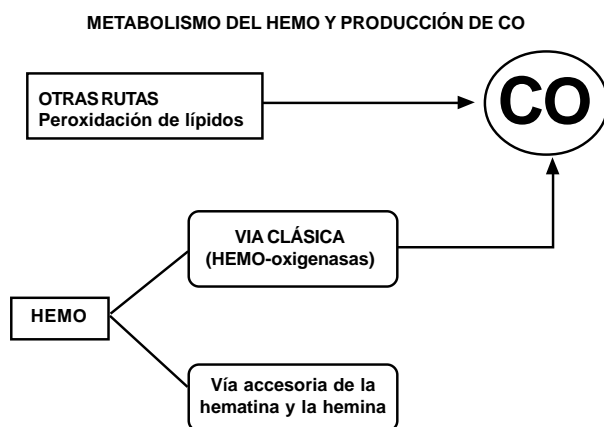 METABOLISMO DEL HEMO Y PRODUCCIÓN DE CO
OTRAS RUTAS
Peroxidación de lípidos
CO
VIA CLÁSICA
(HEMO-oxigenasas)
HEMO
Vía accesoria de la
hematina y la hemina